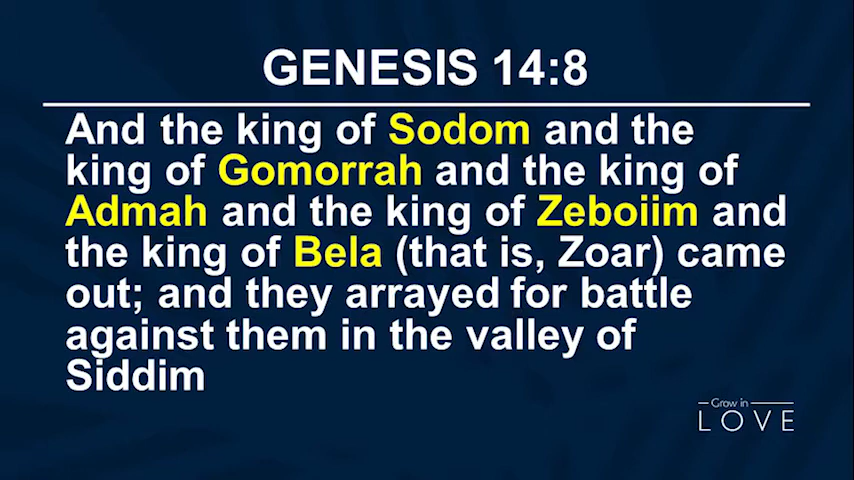 GENESIS 14:8
And the king of Sodom and the
king of Gomorrah and the king of
Admah and the king of Zeboiim and
the king of Bela (that is, Zoar) came
out; and they arrayed for battle
against them in the valley of
Siddim
Grow in
LOVE